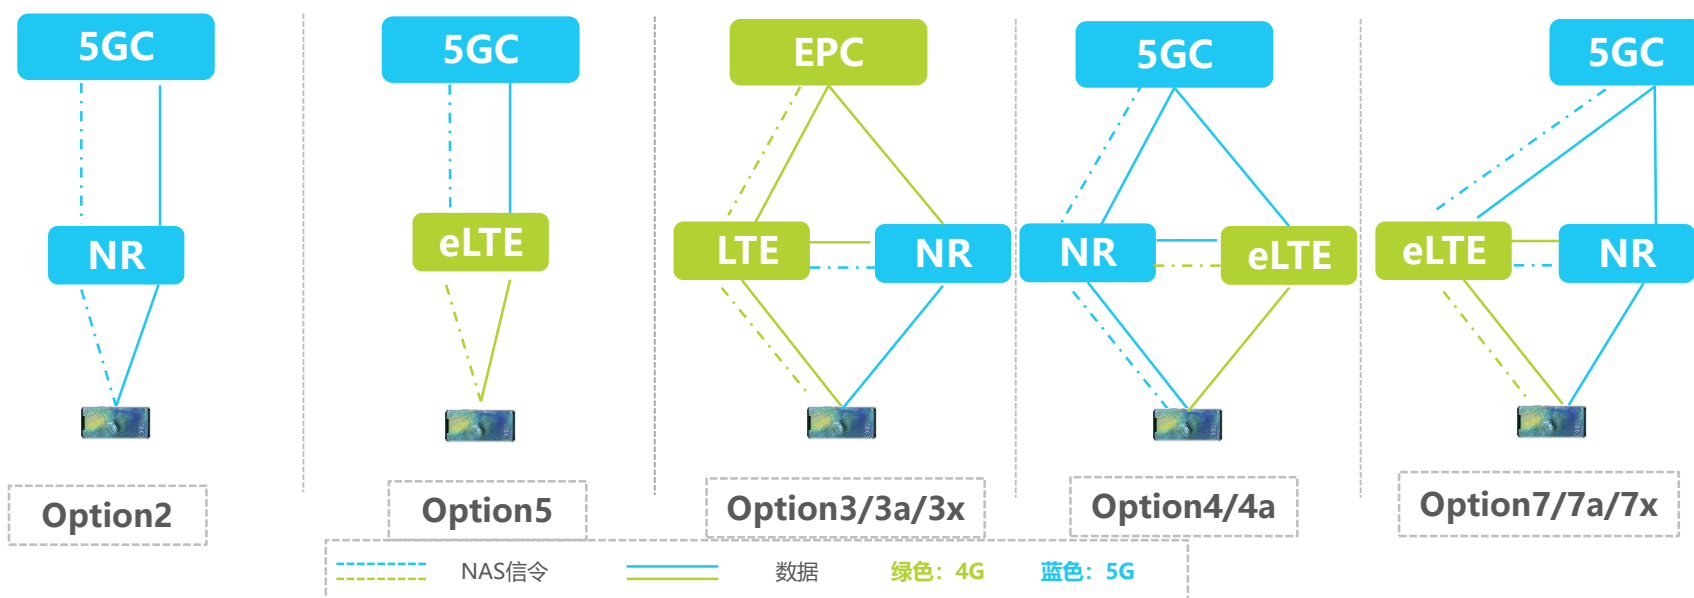 5GC
5GC
EPC
5GC
5GC
NR
eLTE
LTE
NR
NR
eLTE
eLTE
NR
Option2
Option5
Option3/3a/3x
Option4/4a
Option7/7a/7x
NAS信令
数据
绿色：4G
蓝色：5G